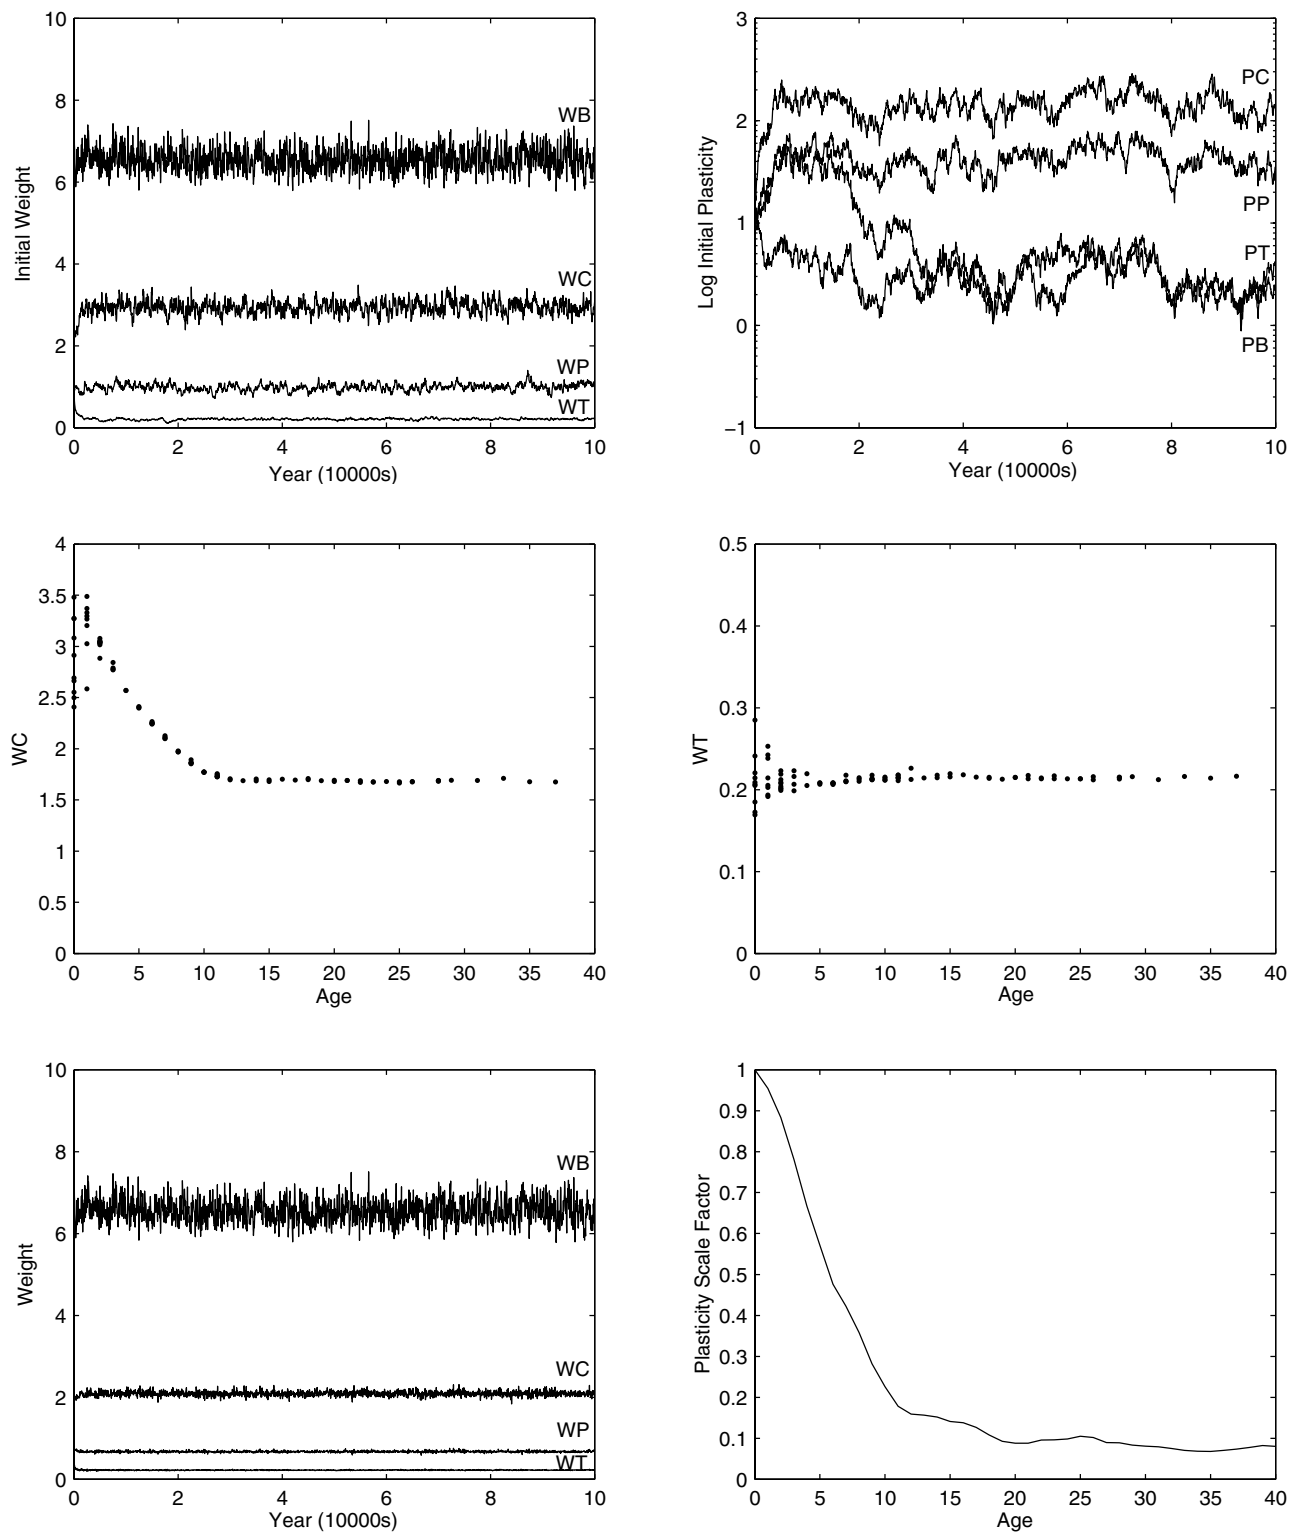 10
8
6
4
2
0
Initial Weight
WB
WC
WP
WT
0 2 4 6 8 10
Year (10000s)
3
2
1
0
−1
Log Initial Plasticity
PC
PP
PT
PB
0 2 4 6 8 10
Year (10000s)
4
3.5
3
2.5
2
1.5
1
0.5
0
WC
0 5 10 15 20 25 30 35 40
Age
0.5
0.4
0.3
0.2
0.1
0
WT
0 5 10 15 20 25 30 35 40
Age
10
8
6
4
2
0
Weight
WB
WC
WP
WT
0 2 4 6 8 10
Year (10000s)
1
0.9
0.8
0.7
0.6
0.5
0.4
0.3
0.2
0.1
0
Plasticity Scale Factor
0 5 10 15 20 25 30 35 40
Age